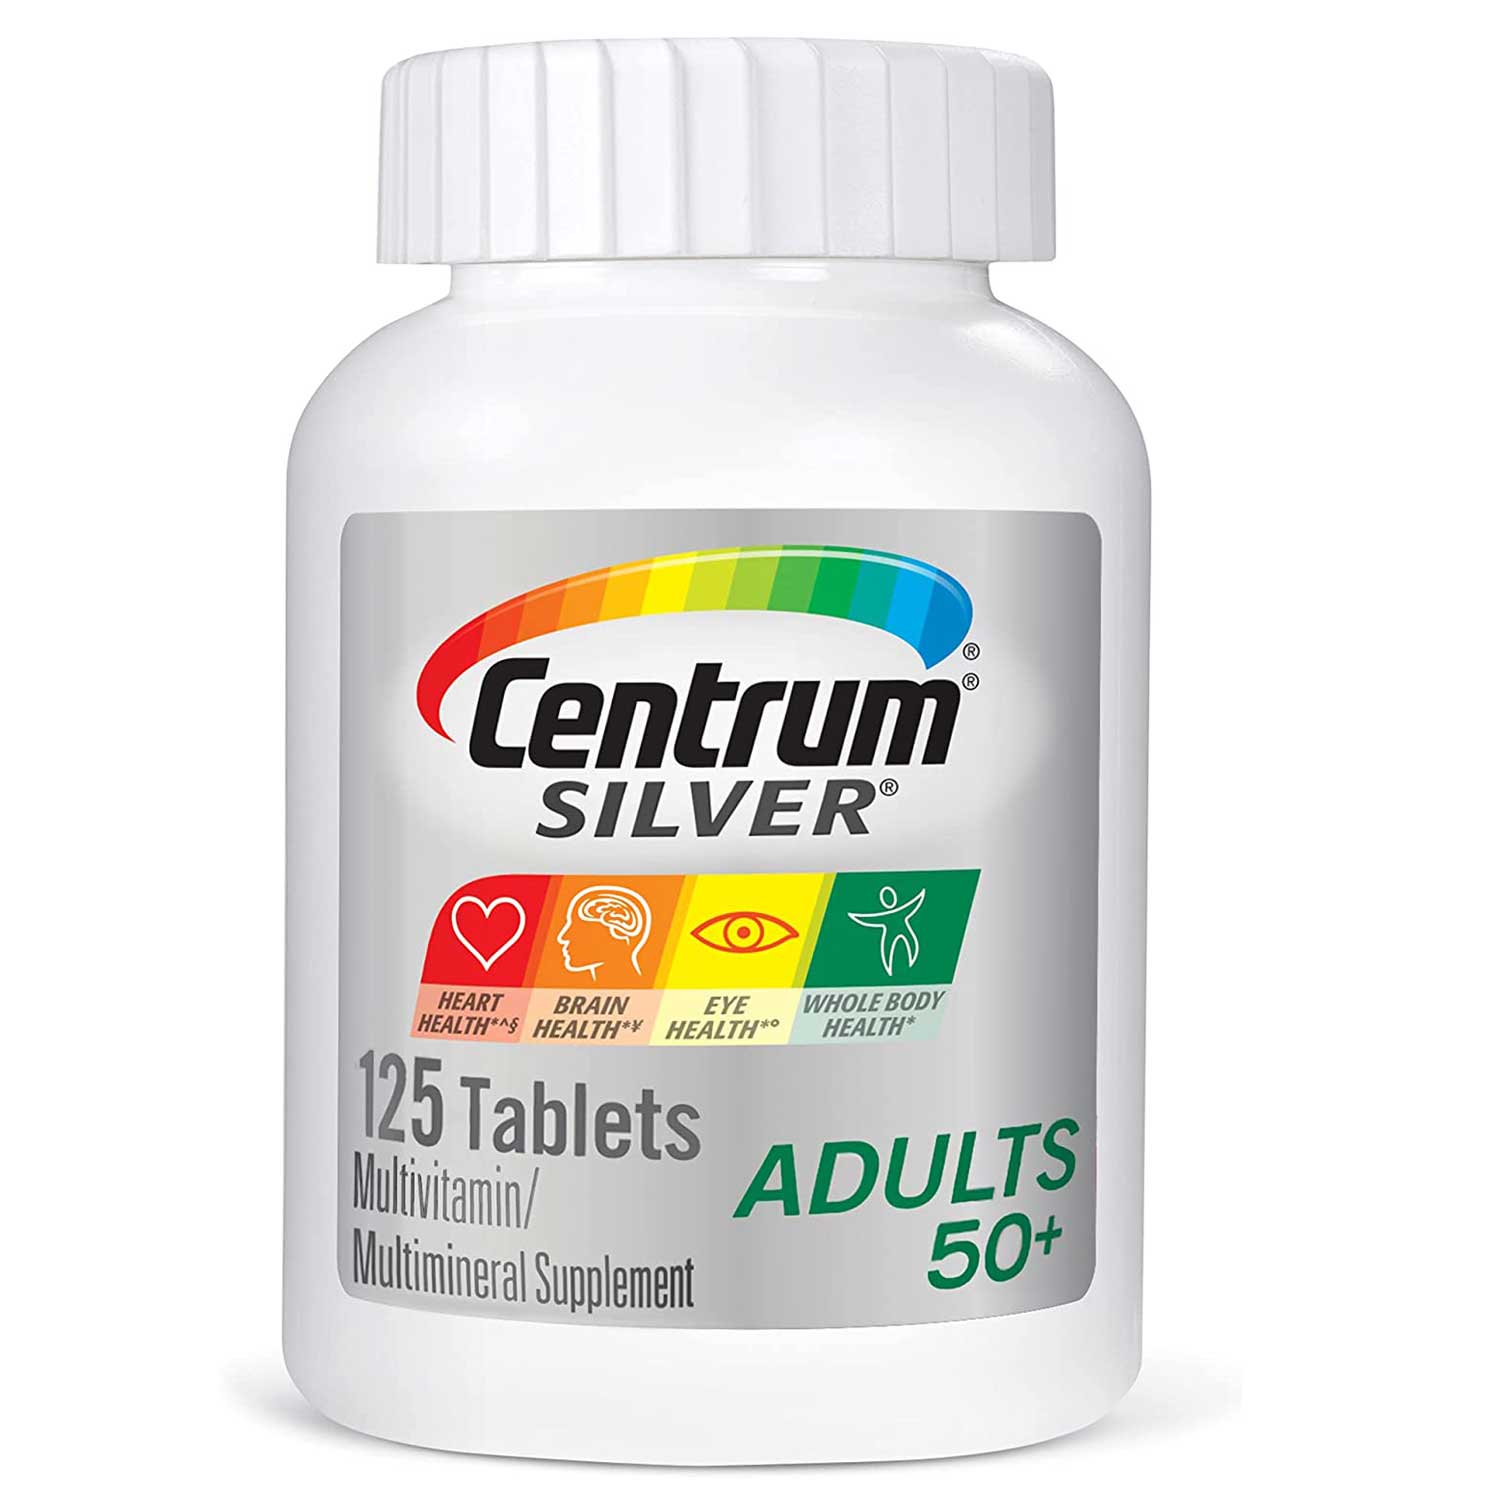 Centrum®
SILVER®
HEART
HEALTH*^§
BRAIN
HEALTH*¥
EYE
HEALTH*°
WHOLE BODY
HEALTH*
125 Tablets
Multivitamin/
Multimineral Supplement
ADULTS
50+